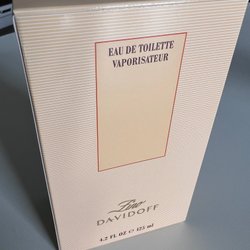 EAU DE TOILETTE
VAPORISATEUR
Zino
DAVIDOFF
4.2 FL OZ ℮ 125 ml